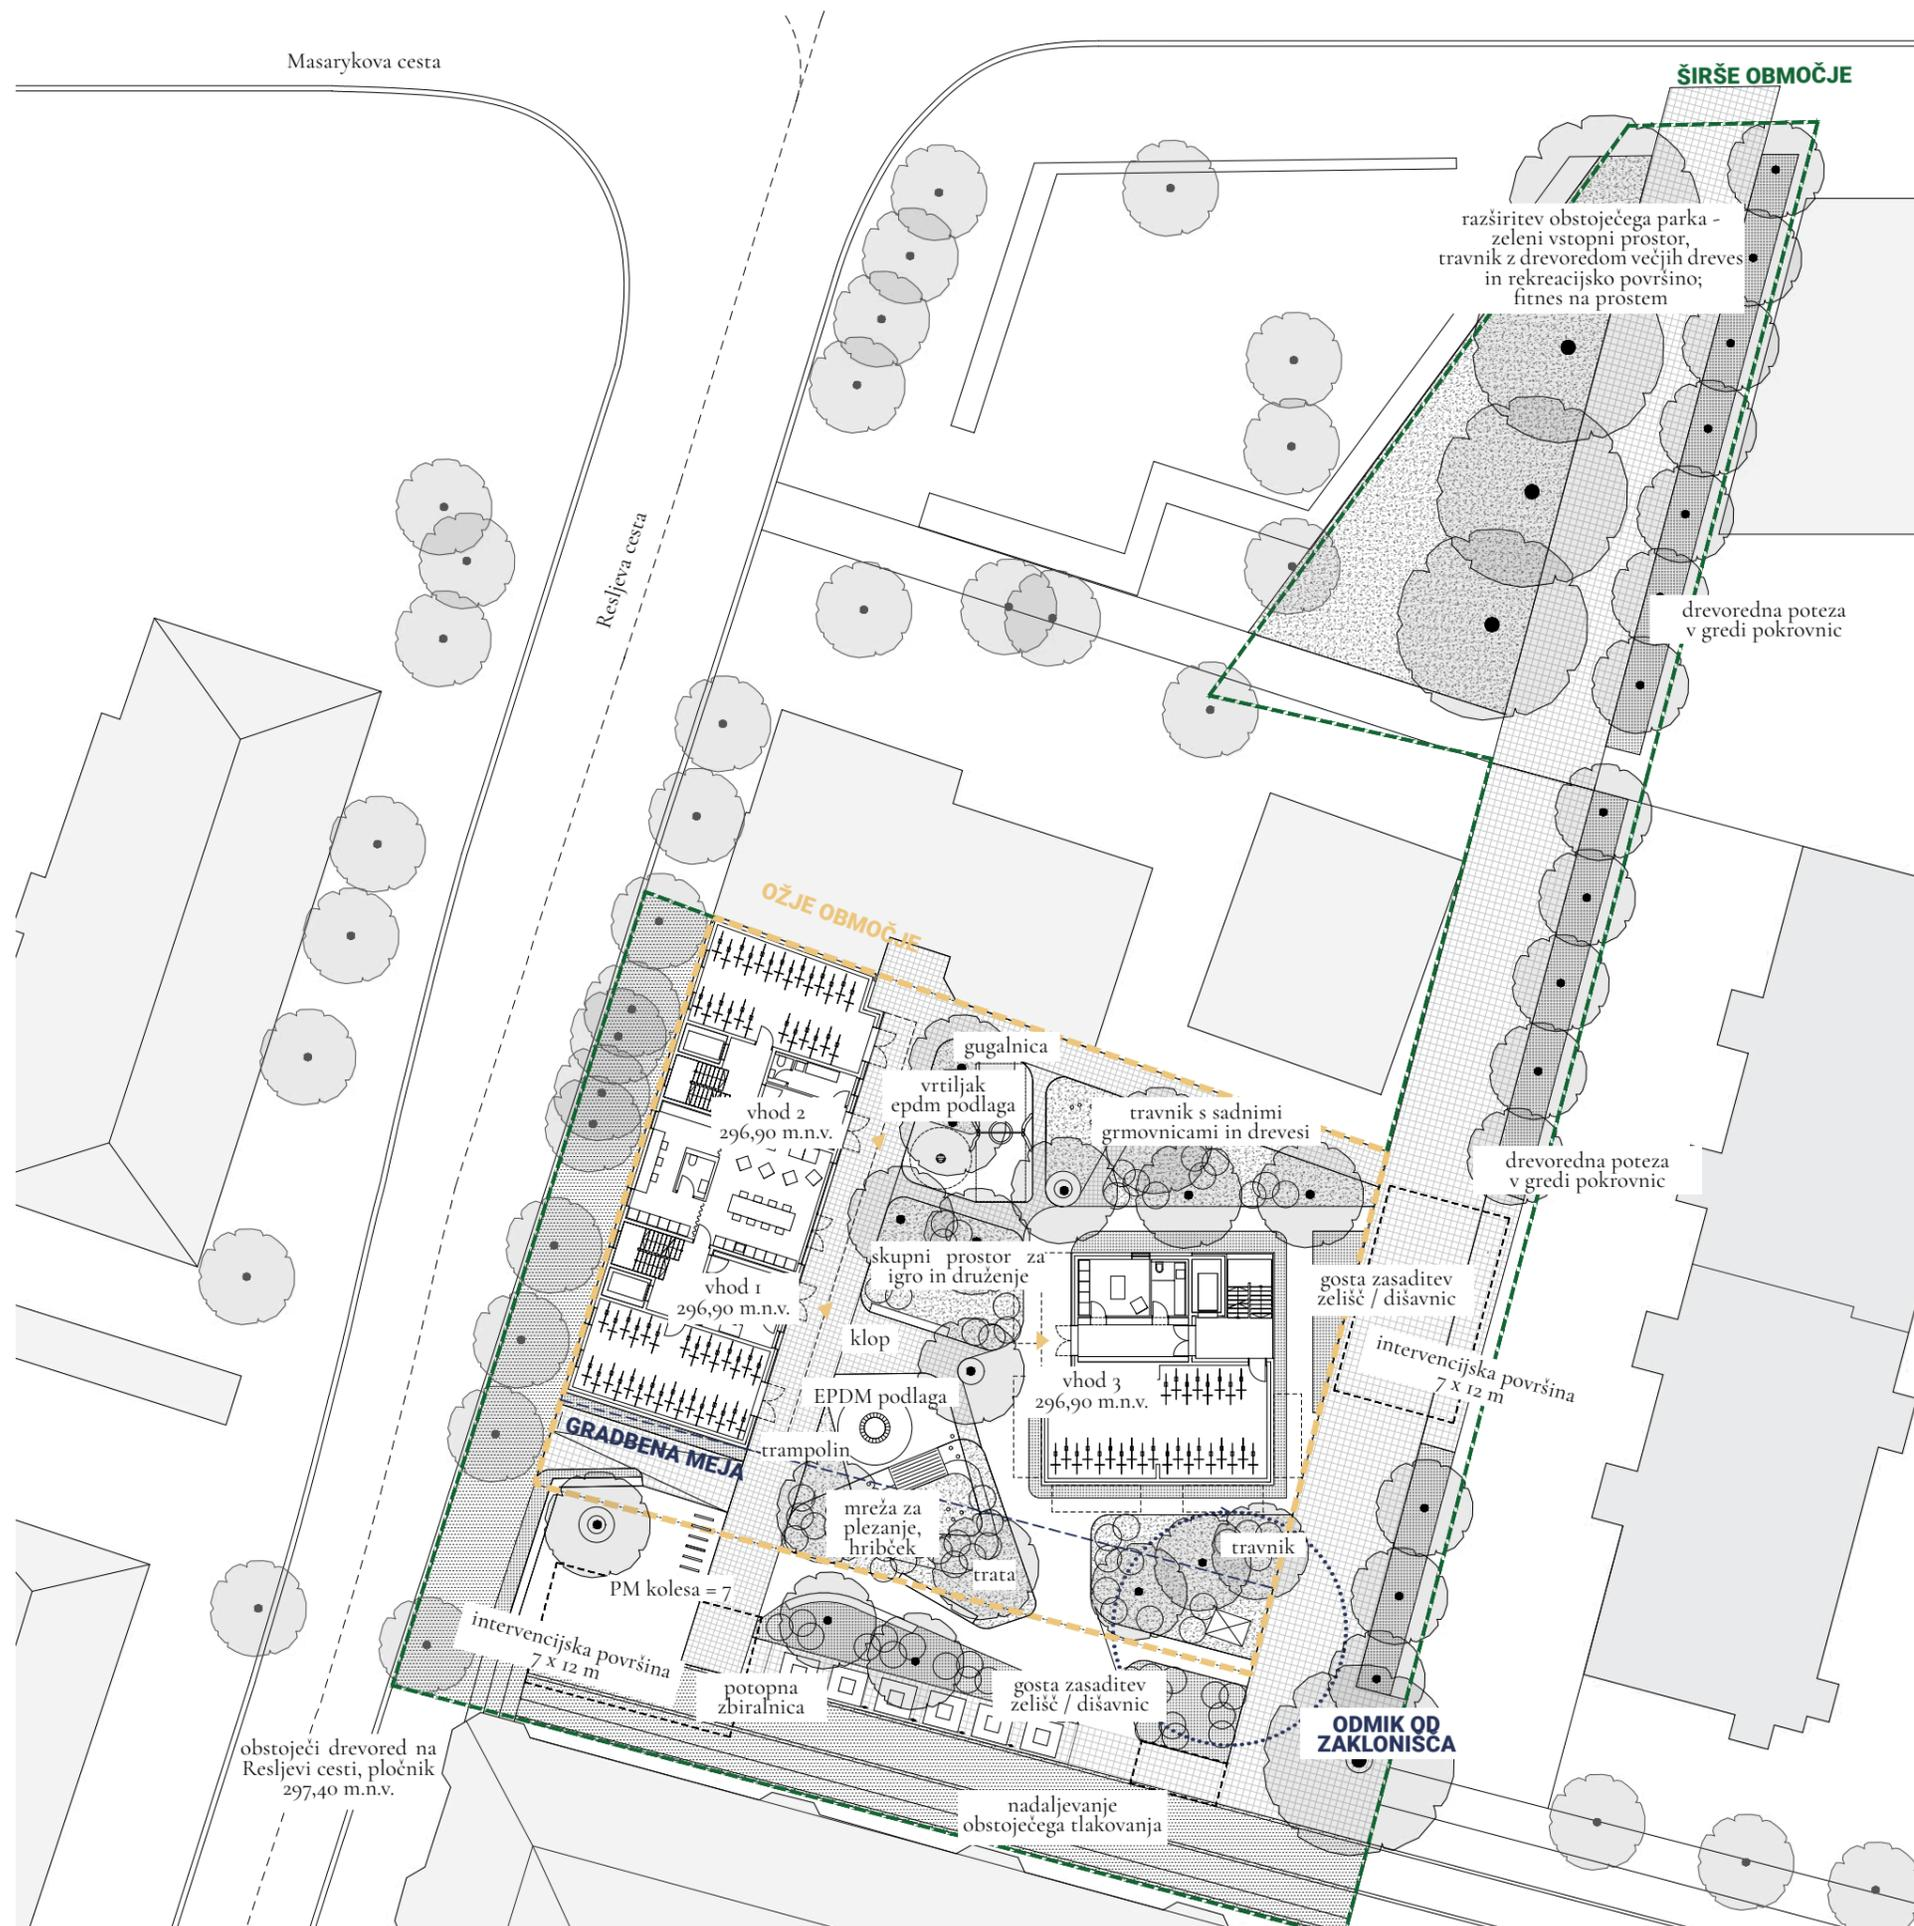 Masarykova cesta
ŠIRŠE OBMOČJE
razširitev obstoječega parka -
zeleni vstopni prostor,
travnik z drevoredom večjih dreves
in rekreacijsko površino;
fitnes na prostem
Resljeva cesta
drevoredna poteza
v gredi pokrovnic
OŽJE OBMOČJE
gugalnica
vrtiljak
epdm podlaga
vhod 2
296,90 m.n.v.
travnik s sadnimi
grmovnicami in drevesi
drevoredna poteza
v gredi pokrovnic
skupni prostor za
igro in druženje
vhod 1
296,90 m.n.v.
gosta zasaditev
zelišč / dišavnic
klop
intervencijska površina
7 x 12 m
EPDM podlaga
vhod 3
296,90 m.n.v.
GRADBENA MEJA
trampolin
mreža za
plezanje,
hribček
travnik
trata
PM kolesa = 7
intervencijska površina
7 x 12 m
potopna
zbiralnica
gosta zasaditev
zelišč / dišavnic
ODMIK OD
ZAKLONIŠČA
obstoječi drevored na
Resljevi cesti, pločnik
297,40 m.n.v.
nadaljevanje
obstoječega tlakovanja